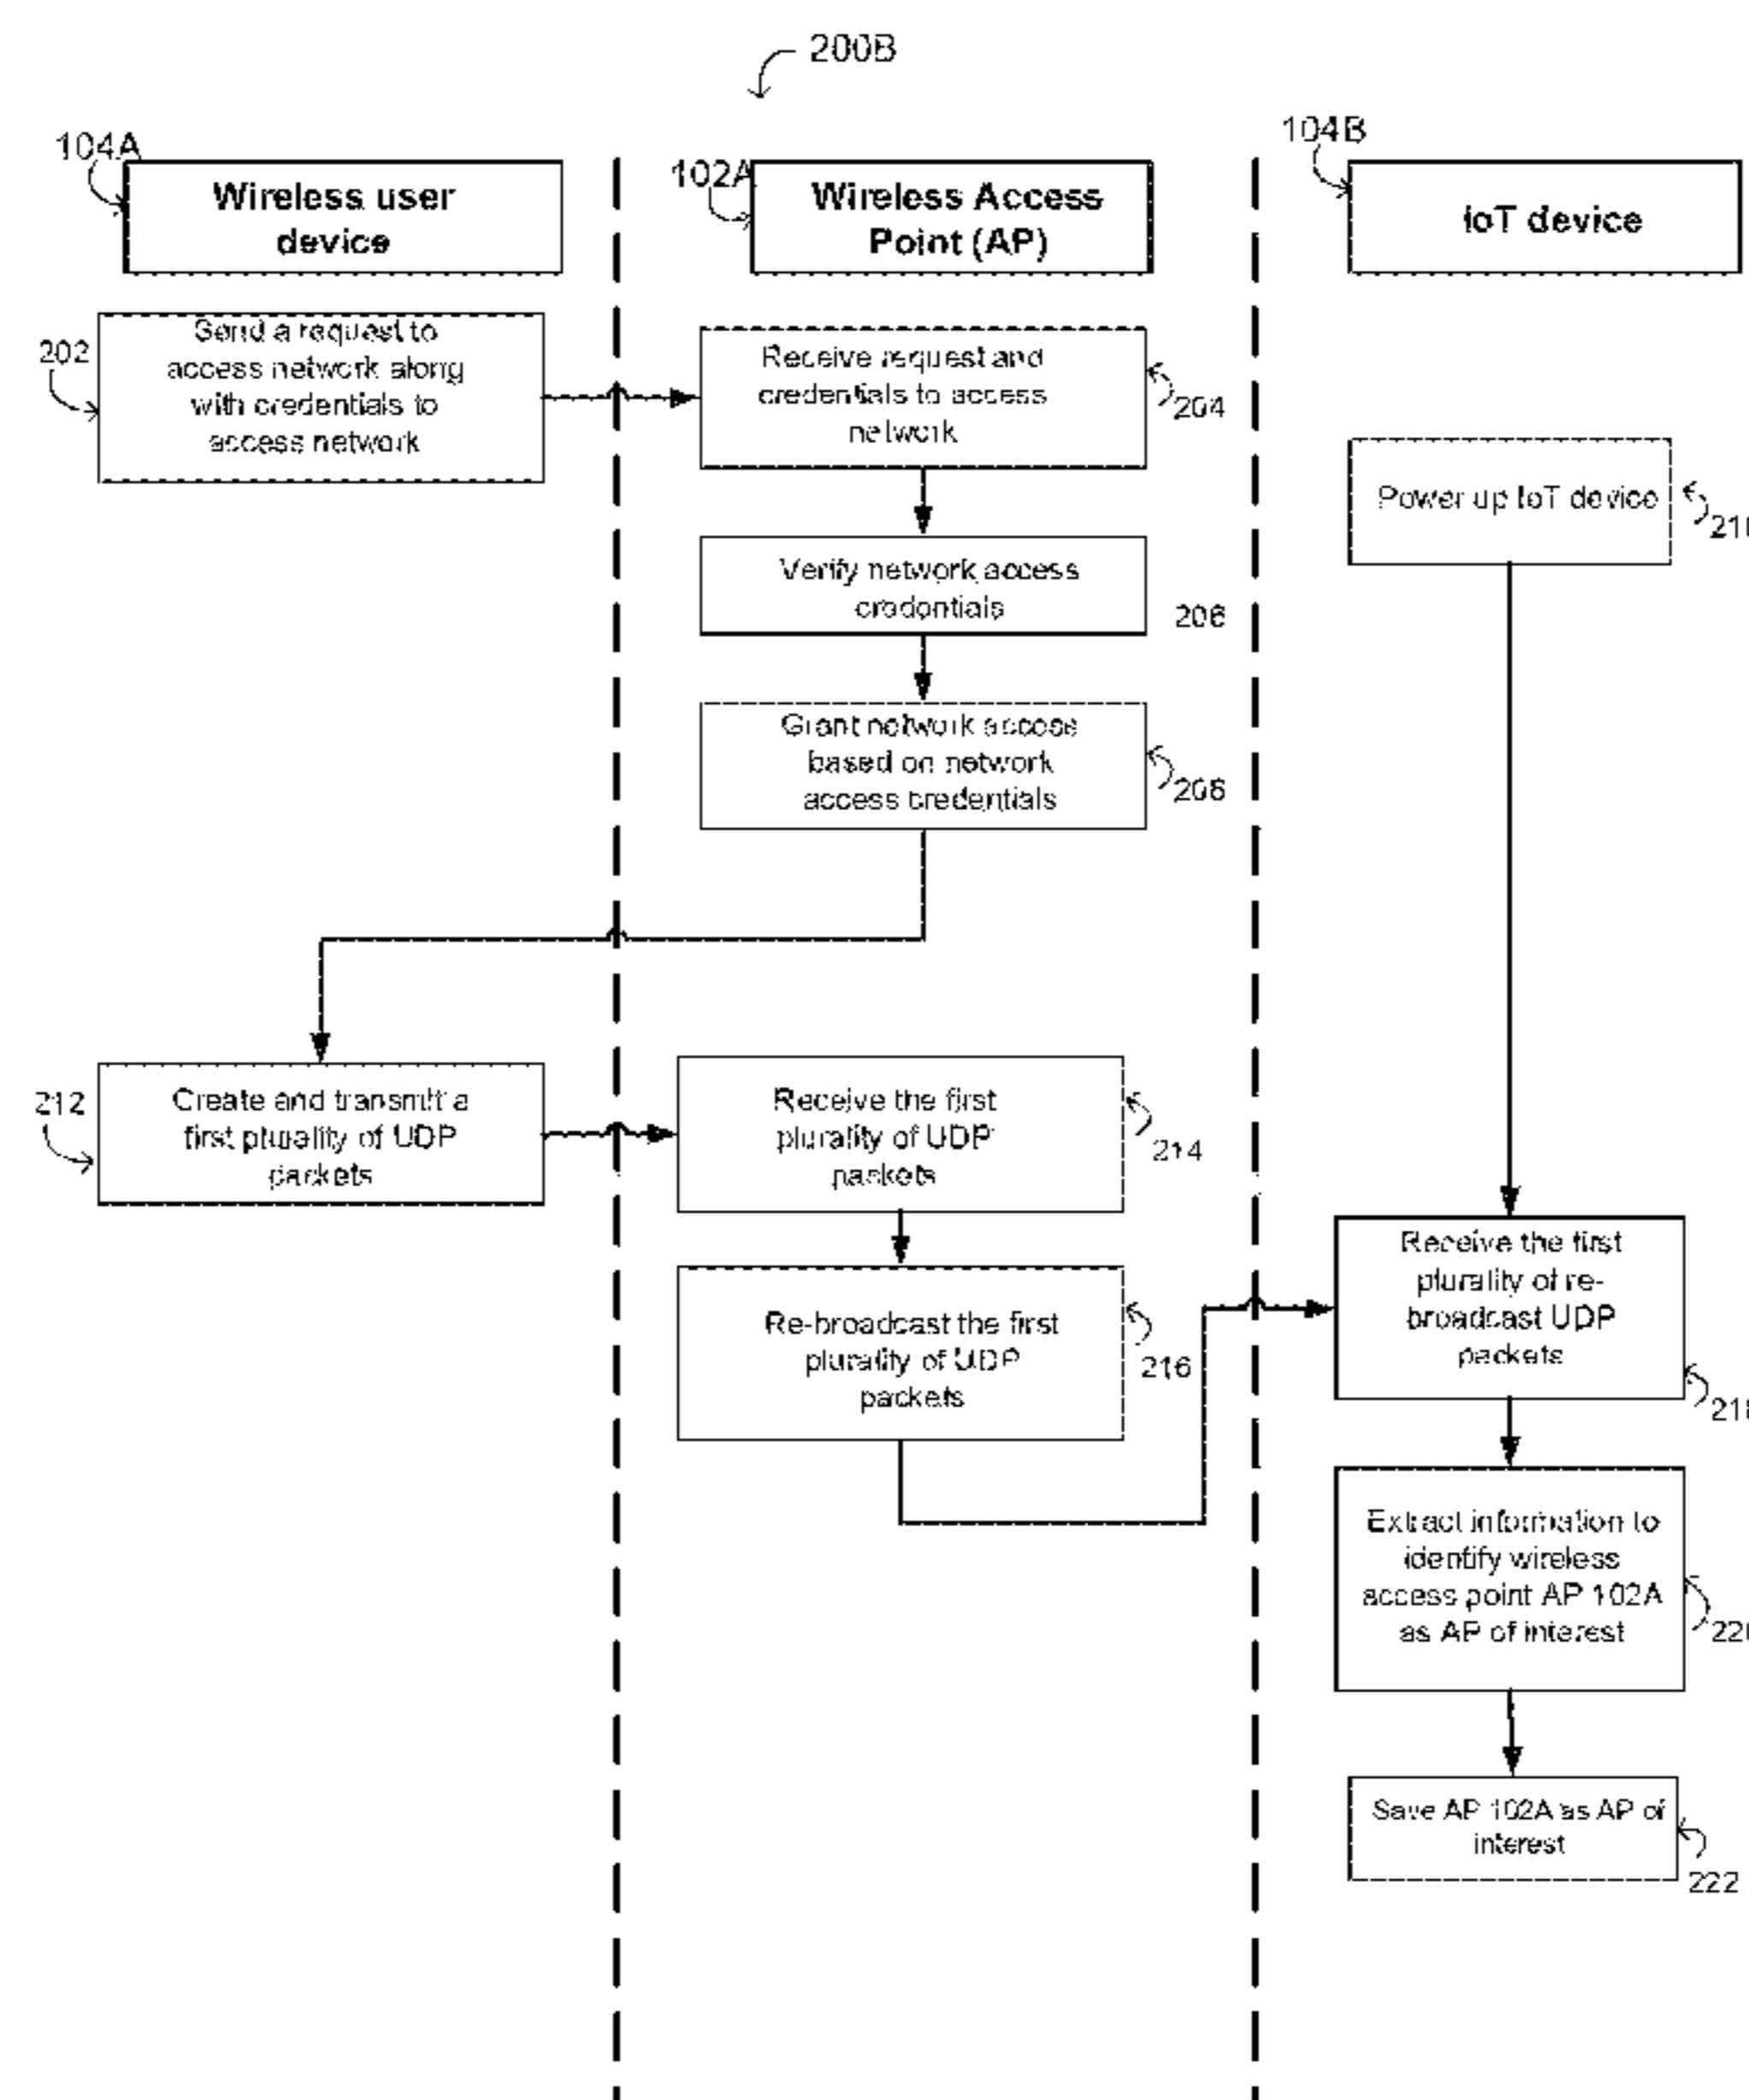 200B
104A
Wireless user
device
102A
Wireless Access
Point (AP)
104B
IoT device
202
Send a request to
access network along
with credentials to
access network
Receive request and
credentials to access
network
204
Power up IoT device
Verify network access
credentials
206
Grant network access
based on network
access credentials
208
212
Create and transmit a
first plurality of UDP
packets
Receive the first
plurality of UDP
packets
214
Re-broadcast the first
plurality of UDP
packets
216
Receive the first
plurality of re-
broadcast UDP
packets
Extract information to
identify wireless
access point AP 102A
as AP of interest
Save AP 102A as AP of
interest
222